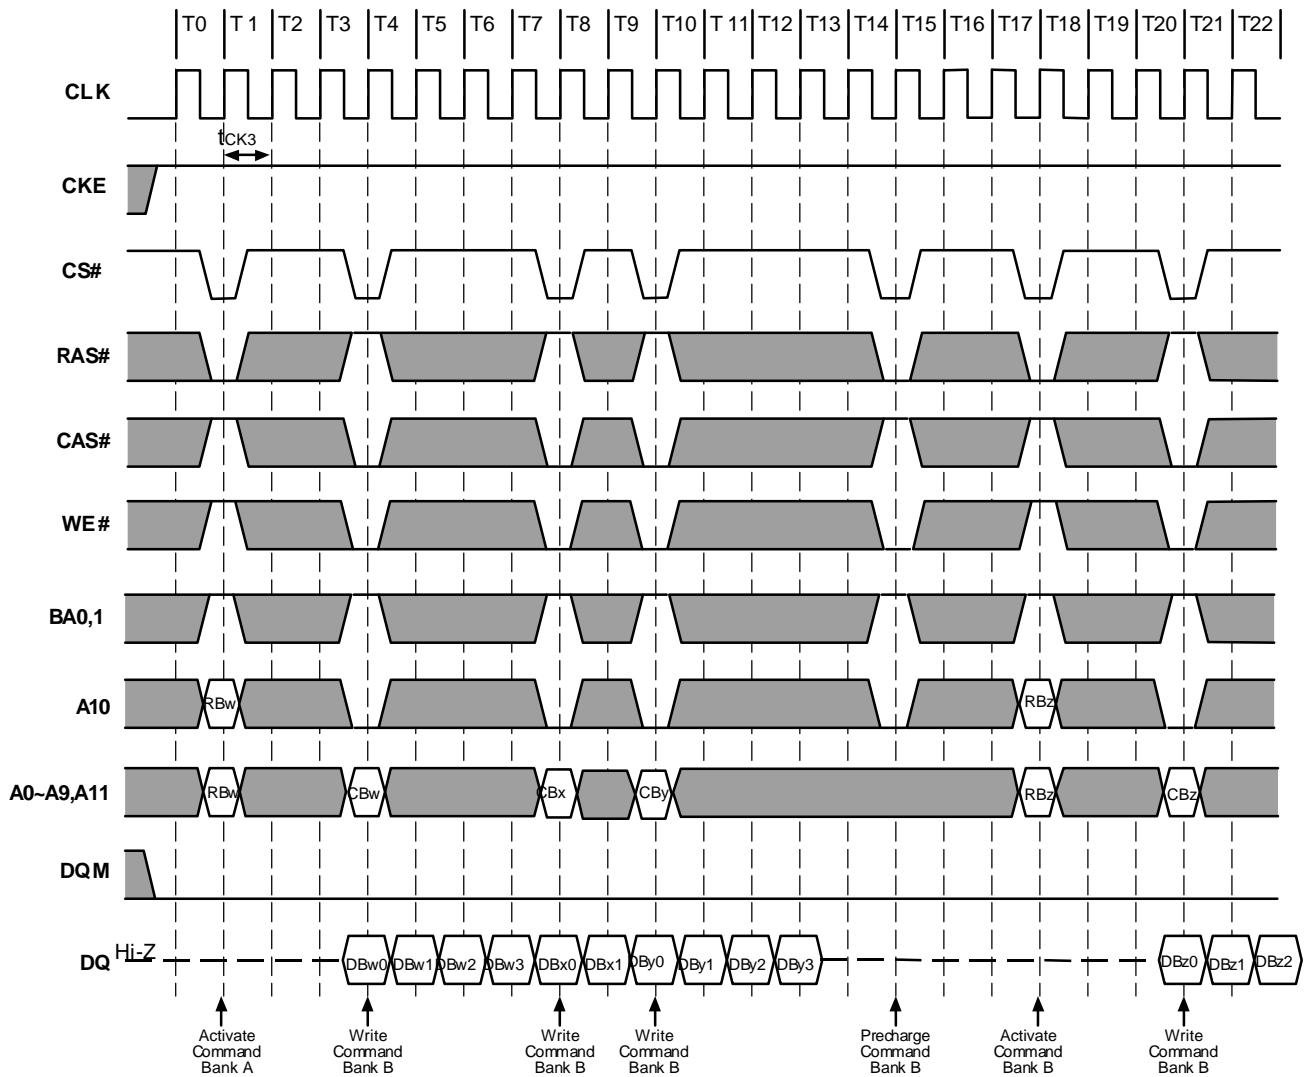 T0 T 1 T2 T3 T4 T5 T6 T7 T8 T9 T10 T 11 T12 T13 T14 T15 T16 T17 T18 T19 T20 T21 T22
CLK
tCK3
CKE
CS#
RAS#
CAS#
WE#
BA0,1
A10 RBw RBz
A0~A9,A11 RBw CBw CBx CBy RBz CBz
DQM
DQ Hi-Z DBw0 DBw1 DBw2 DBw3 DBx0 DBx1 DBy0 DBy1 DBy2 DBy3 DBz0 DBz1 DBz2
Activate
Command
Bank A
Write
Command
Bank B
Write
Command
Bank B
Write
Command
Bank B
Precharge
Command
Bank B
Activate
Command
Bank B
Write
Command
Bank B